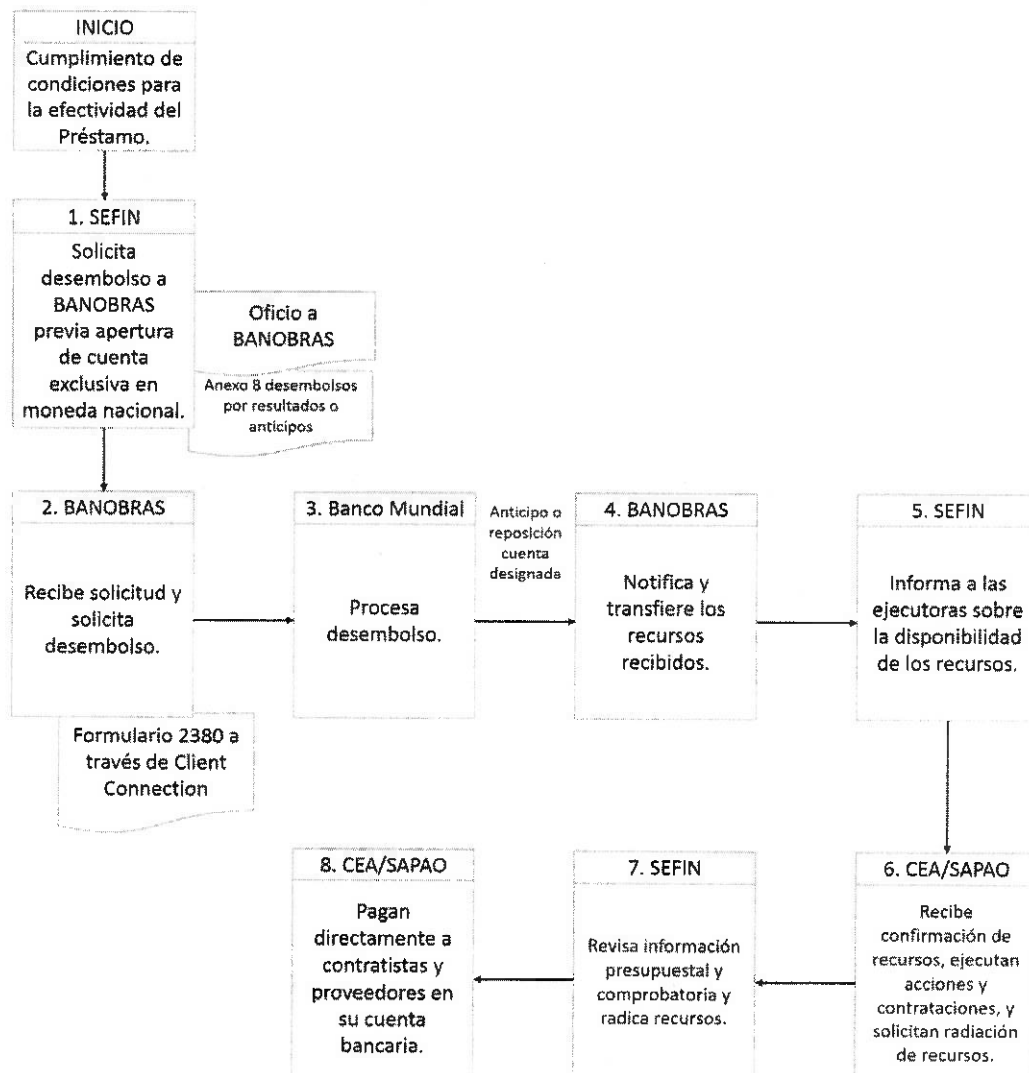 INICIO
Cumplimiento de
condiciones para
la efectividad del
Préstamo.
1. SEFIN
Solicita
desembolso a
BANOBRAS
previa apertura
de cuenta
exclusiva en
moneda nacional.
Oficio a
BANOBRAS
Anexo 8 desembolsos
por resultados o
anticipos
2. BANOBRAS
Recibe solicitud y
solicita
desembolso.
Formulario 2380 a
través de Client
Connection
3. Banco Mundial
Procesa
desembolso.
Anticipo o
reposición
cuenta
designada
4. BANOBRAS
Notifica y
transfiere los
recursos
recibidos.
5. SEFIN
Informa a las
ejecutoras sobre
la disponibilidad
de los recursos.
6. CEA/SAPAO
Recibe
confirmación de
recursos, ejecutan
acciones y
contrataciones, y
solicitan radiación
de recursos.
7. SEFIN
Revisa información
presupuestal y
comprobatoria y
radica recursos.
8. CEA/SAPAO
Pagan
directamente a
contratistas y
proveedores en
su cuenta
bancaria.